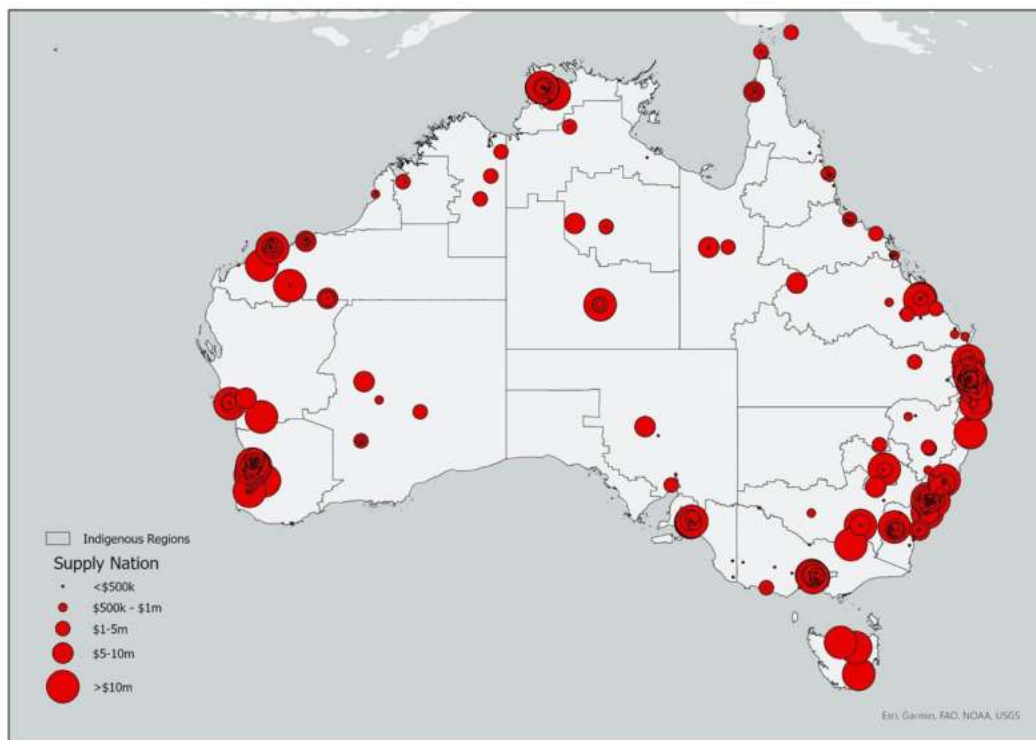 Indigenous Regions
Supply Nation
<$500k
$500k - $1m
$1-5m
$5-10m
>$10m
Esri, Garmin, FAO, NOAA, USGS